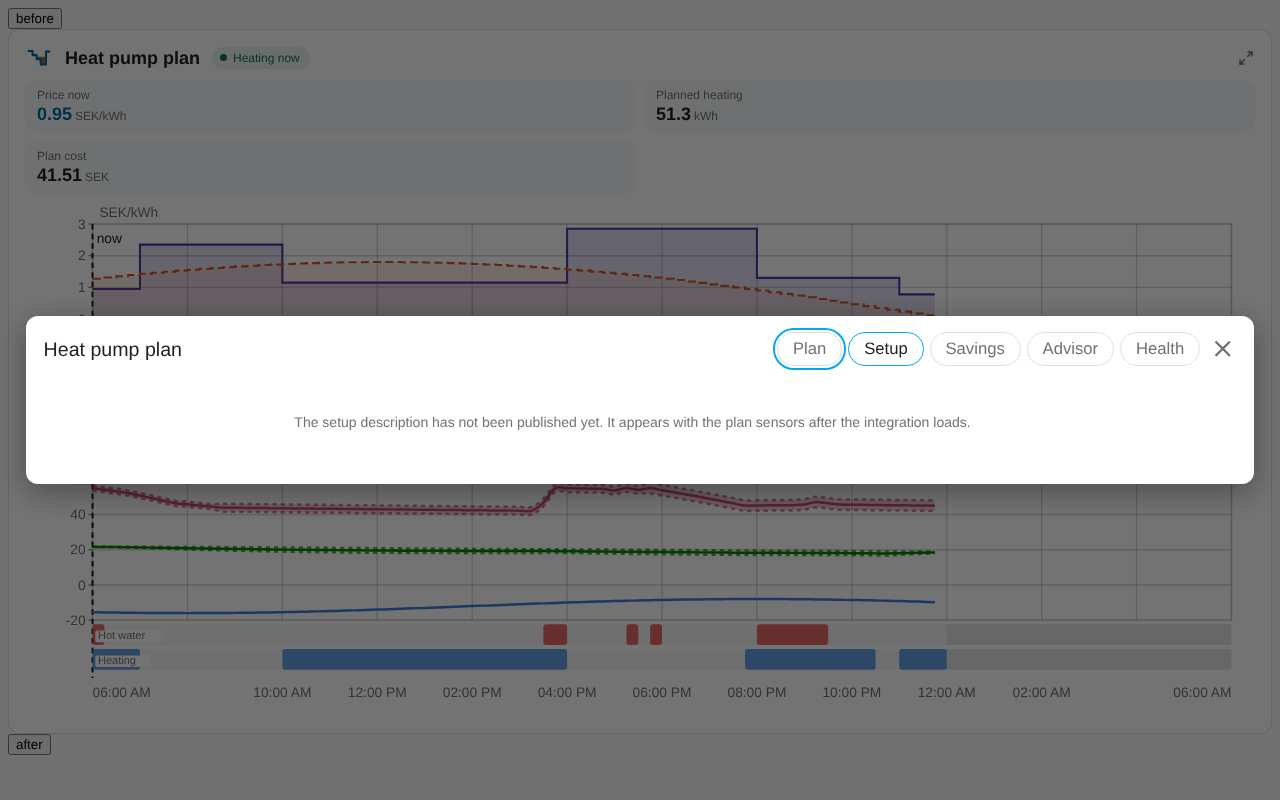 before
Heat pump plan
Heating now
Price now
0.95 SEK/kWh
Planned heating
51.3 kWh
Plan cost
41.51 SEK
SEK/kWh
3
now
2
1
Heat pump plan
Plan
Setup
Savings
Advisor
Health
The setup description has not been published yet. It appears with the plan sensors after the integration loads.
40
20
0
-20
Hot water
Heating
06:00 AM
10:00 AM
12:00 PM
02:00 PM
04:00 PM
06:00 PM
08:00 PM
10:00 PM
12:00 AM
02:00 AM
06:00 AM
after